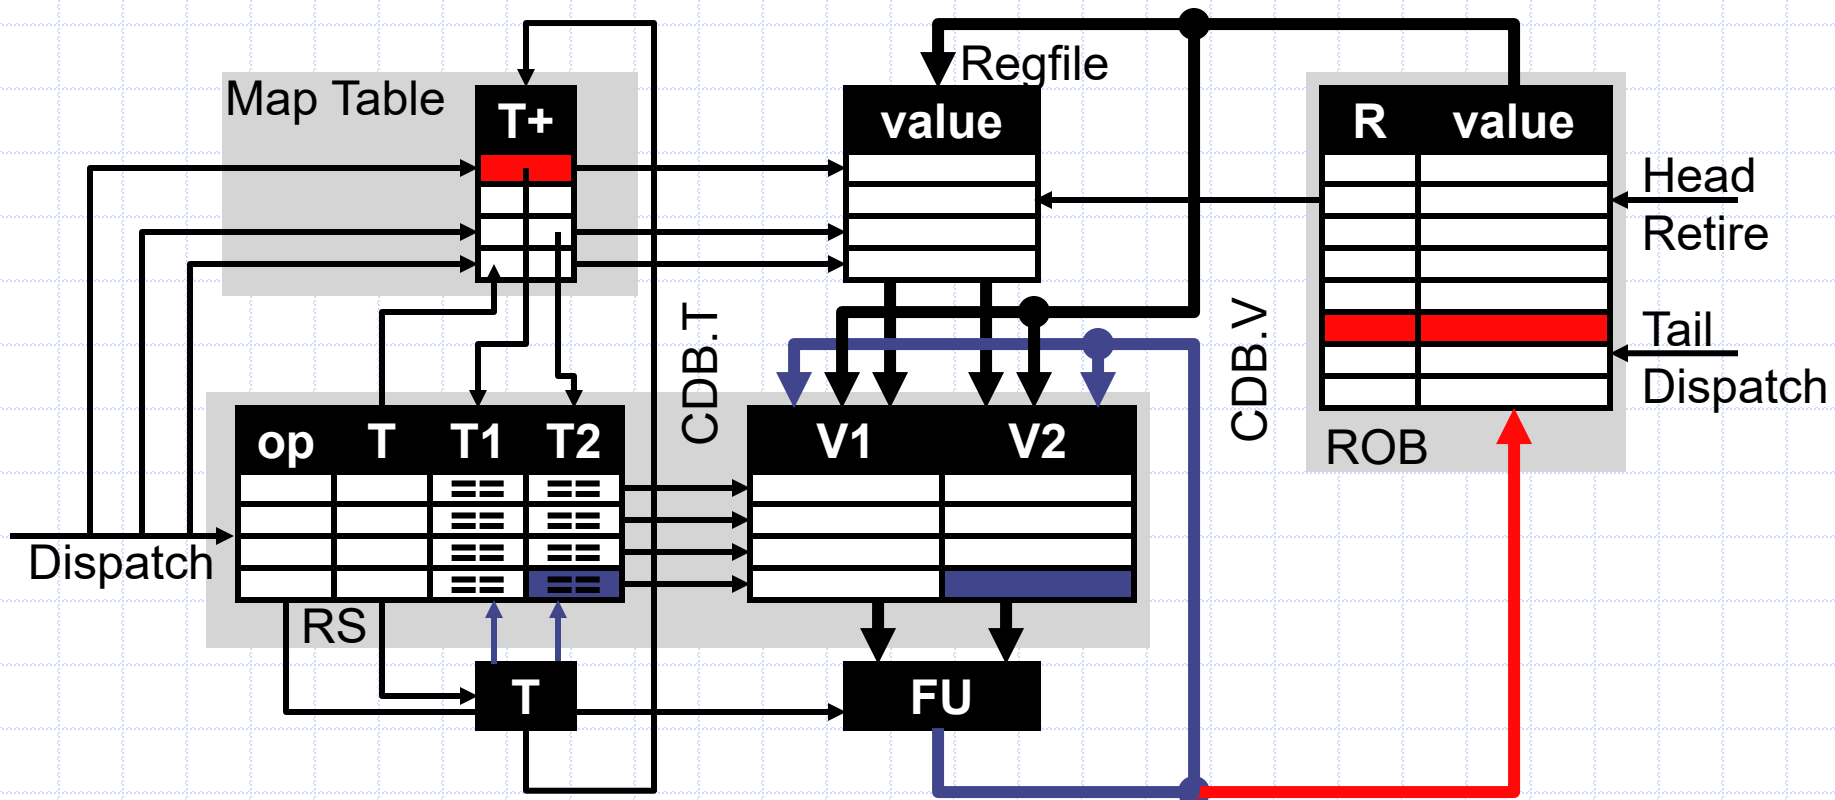 Regfile
Map Table
T+
value
R value
Head
Retire
CDB.T
CDB.V
Tail
Dispatch
op T T1 T2
V1 V2
ROB
==  ==
==  ==
==  ==
==  ==
Dispatch
RS
T
FU